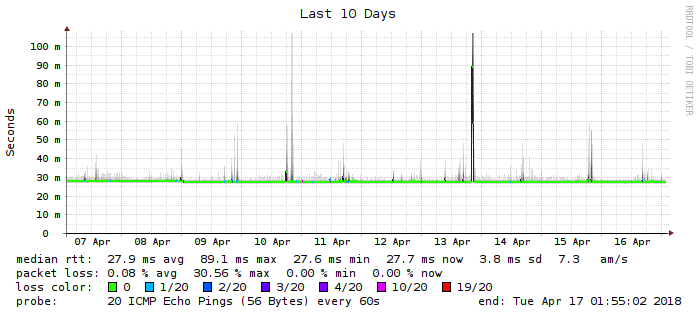 Last 10 Days
RRDTOOL / TOBI OETIKER
Seconds
100 m
90 m
80 m
70 m
60 m
50 m
40 m
30 m
20 m
10 m
0
07 Apr 08 Apr 09 Apr 10 Apr 11 Apr 12 Apr 13 Apr 14 Apr 15 Apr 16 Apr
median rtt: 27.9 ms avg 89.1 ms max 27.6 ms min 27.7 ms now 3.8 ms sd 7.3 am/s
packet loss: 0.08 % avg 30.56 % max 0.00 % min 0.00 % now
loss color: 0 1/20 2/20 3/20 4/20 10/20 19/20
probe: 20 ICMP Echo Pings (56 Bytes) every 60s end: Tue Apr 17 01:55:02 2018